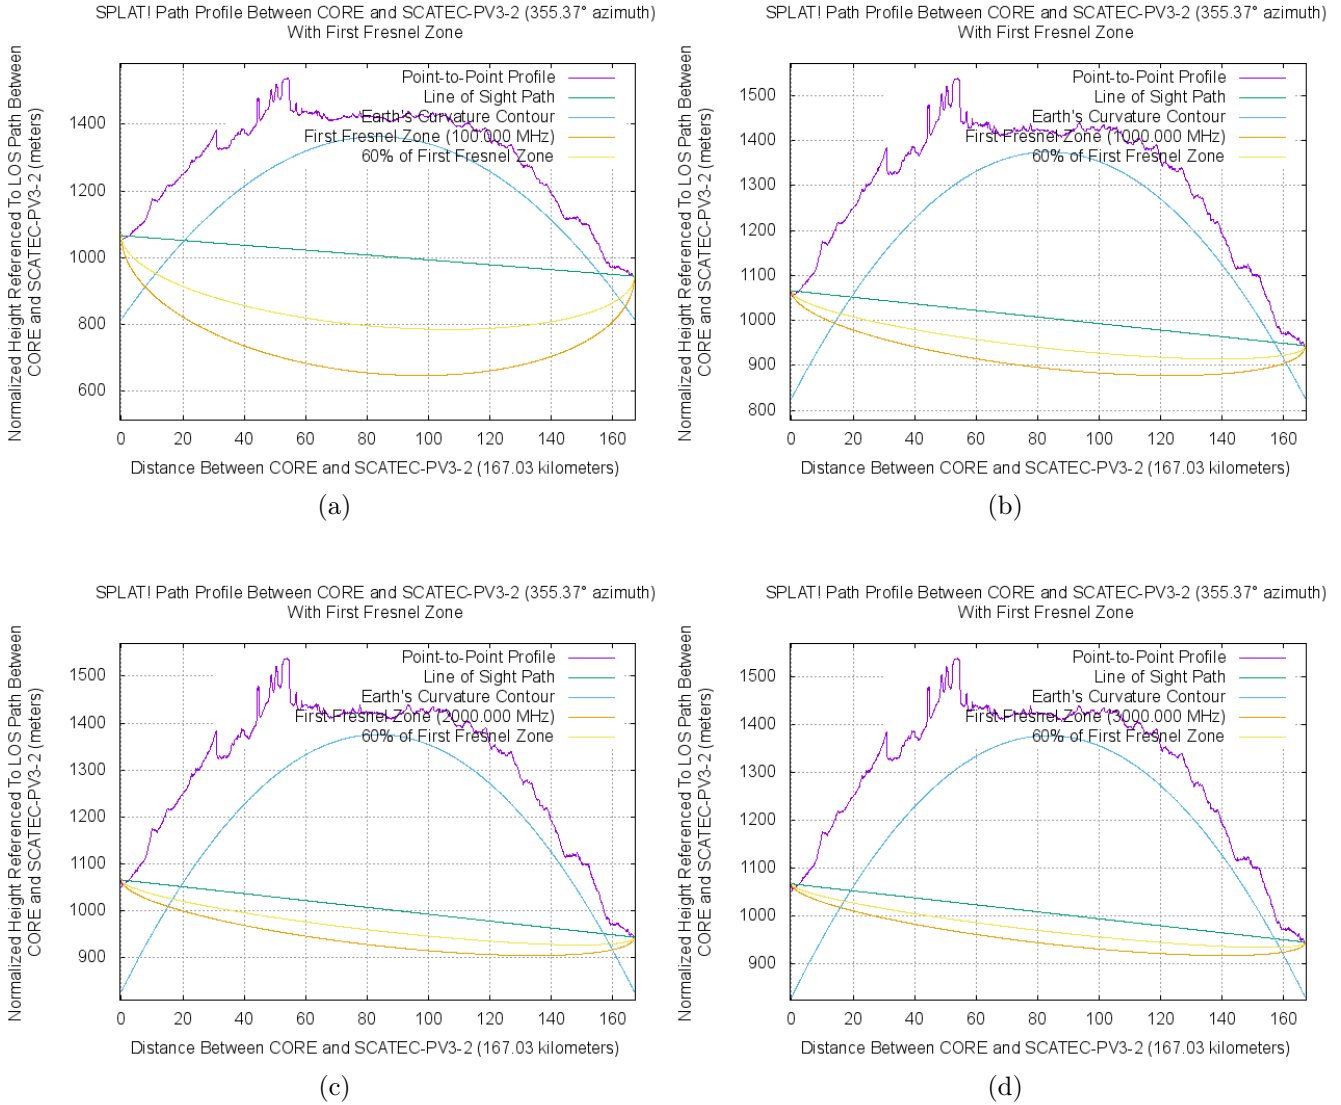 SPLAT! Path Profile Between CORE and SCATEC-PV3-2 (355.37° azimuth)
With First Fresnel Zone
Normalized Height Referenced To LOS Path Between
CORE and SCATEC-PV3-2 (meters)
Point-to-Point Profile
Line of Sight Path
Earth's Curvature Contour
First Fresnel Zone (100.000 MHz)
60% of First Fresnel Zone
1400
1200
1000
800
600
0 20 40 60 80 100 120 140 160
Distance Between CORE and SCATEC-PV3-2 (167.03 kilometers)
(a)
SPLAT! Path Profile Between CORE and SCATEC-PV3-2 (355.37° azimuth)
With First Fresnel Zone
Normalized Height Referenced To LOS Path Between
CORE and SCATEC-PV3-2 (meters)
Point-to-Point Profile
Line of Sight Path
Earth's Curvature Contour
First Fresnel Zone (1000.000 MHz)
60% of First Fresnel Zone
1500
1400
1300
1200
1100
1000
900
800
0 20 40 60 80 100 120 140 160
Distance Between CORE and SCATEC-PV3-2 (167.03 kilometers)
(b)
SPLAT! Path Profile Between CORE and SCATEC-PV3-2 (355.37° azimuth)
With First Fresnel Zone
Normalized Height Referenced To LOS Path Between
CORE and SCATEC-PV3-2 (meters)
Point-to-Point Profile
Line of Sight Path
Earth's Curvature Contour
First Fresnel Zone (2000.000 MHz)
60% of First Fresnel Zone
1500
1400
1300
1200
1100
1000
900
0 20 40 60 80 100 120 140 160
Distance Between CORE and SCATEC-PV3-2 (167.03 kilometers)
(c)
SPLAT! Path Profile Between CORE and SCATEC-PV3-2 (355.37° azimuth)
With First Fresnel Zone
Normalized Height Referenced To LOS Path Between
CORE and SCATEC-PV3-2 (meters)
Point-to-Point Profile
Line of Sight Path
Earth's Curvature Contour
First Fresnel Zone (3000.000 MHz)
60% of First Fresnel Zone
1500
1400
1300
1200
1100
1000
900
0 20 40 60 80 100 120 140 160
Distance Between CORE and SCATEC-PV3-2 (167.03 kilometers)
(d)